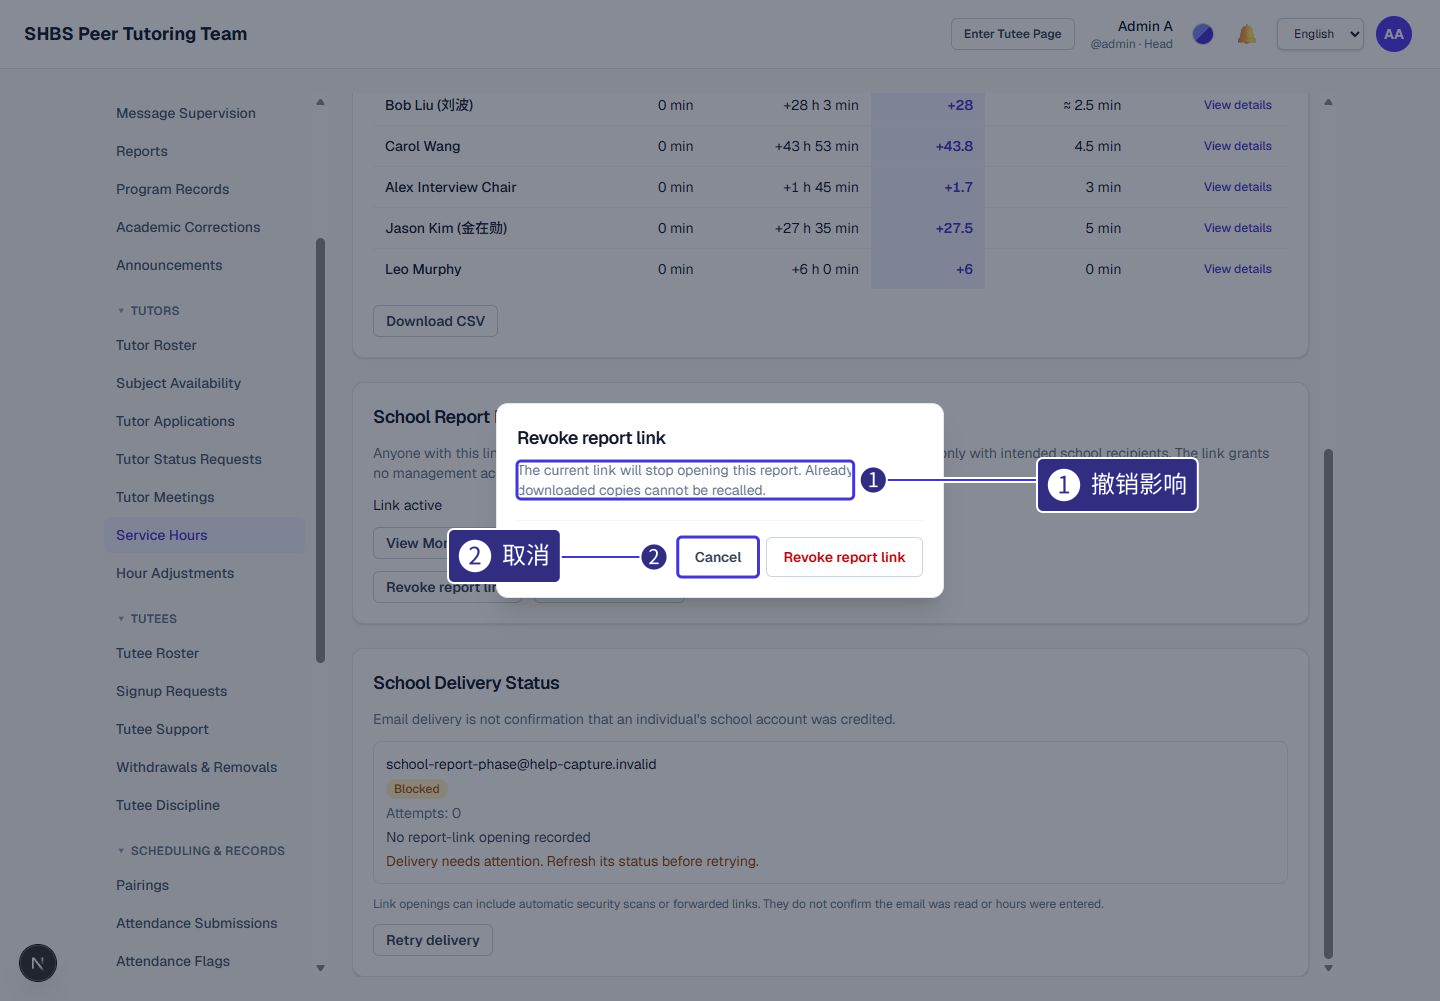 SHBS Peer Tutoring Team
Enter Tutee Page
Admin A
@admin · Head
English
AA
Message Supervision
Reports
Program Records
Academic Corrections
Announcements
TUTORS
Tutor Roster
Subject Availability
Tutor Applications
Tutor Status Requests
Tutor Meetings
Service Hours
Hour Adjustments
TUTEES
Tutee Roster
Signup Requests
Tutee Support
Withdrawals & Removals
Tutee Discipline
SCHEDULING & RECORDS
Pairings
Attendance Submissions
Attendance Flags
N
Bob Liu (刘波) 0 min +28 h 3 min +28 ≈ 2.5 min View details
Carol Wang 0 min +43 h 53 min +43.8 4.5 min View details
Alex Interview Chair 0 min +1 h 45 min +1.7 3 min View details
Jason Kim (金在勋) 0 min +27 h 35 min +27.5 5 min View details
Leo Murphy 0 min +6 h 0 min +6 0 min View details
Download CSV
School Report
Anyone with this lin only with intended school recipients. The link grants
no management ac
Link active
View Mor
Revoke report lin
Revoke report link
The current link will stop opening this report. Already
downloaded copies cannot be recalled.
1
1 撤销影响
2 取消
2
Cancel
Revoke report link
School Delivery Status
Email delivery is not confirmation that an individual's school account was credited.
school-report-phase@help-capture.invalid
Blocked
Attempts: 0
No report-link opening recorded
Delivery needs attention. Refresh its status before retrying.
Link openings can include automatic security scans or forwarded links. They do not confirm the email was read or hours were entered.
Retry delivery